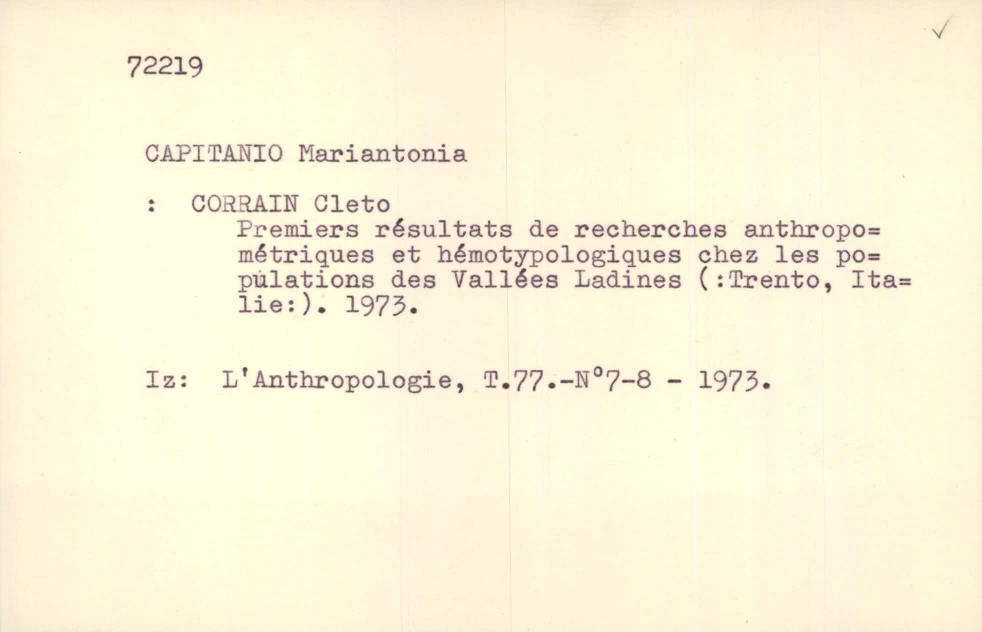 72219
CAPITANIO Mariantonia
: CORRAIN Cleto
Premiers résultats de recherches anthropo=
métriques et hémotypologiques chez les po=
pulations des Vallées Ladines (:Trento, Ita=
lie:). 1973.
Iz: L'Anthropologie, T.77.-N°7-8 - 1973.